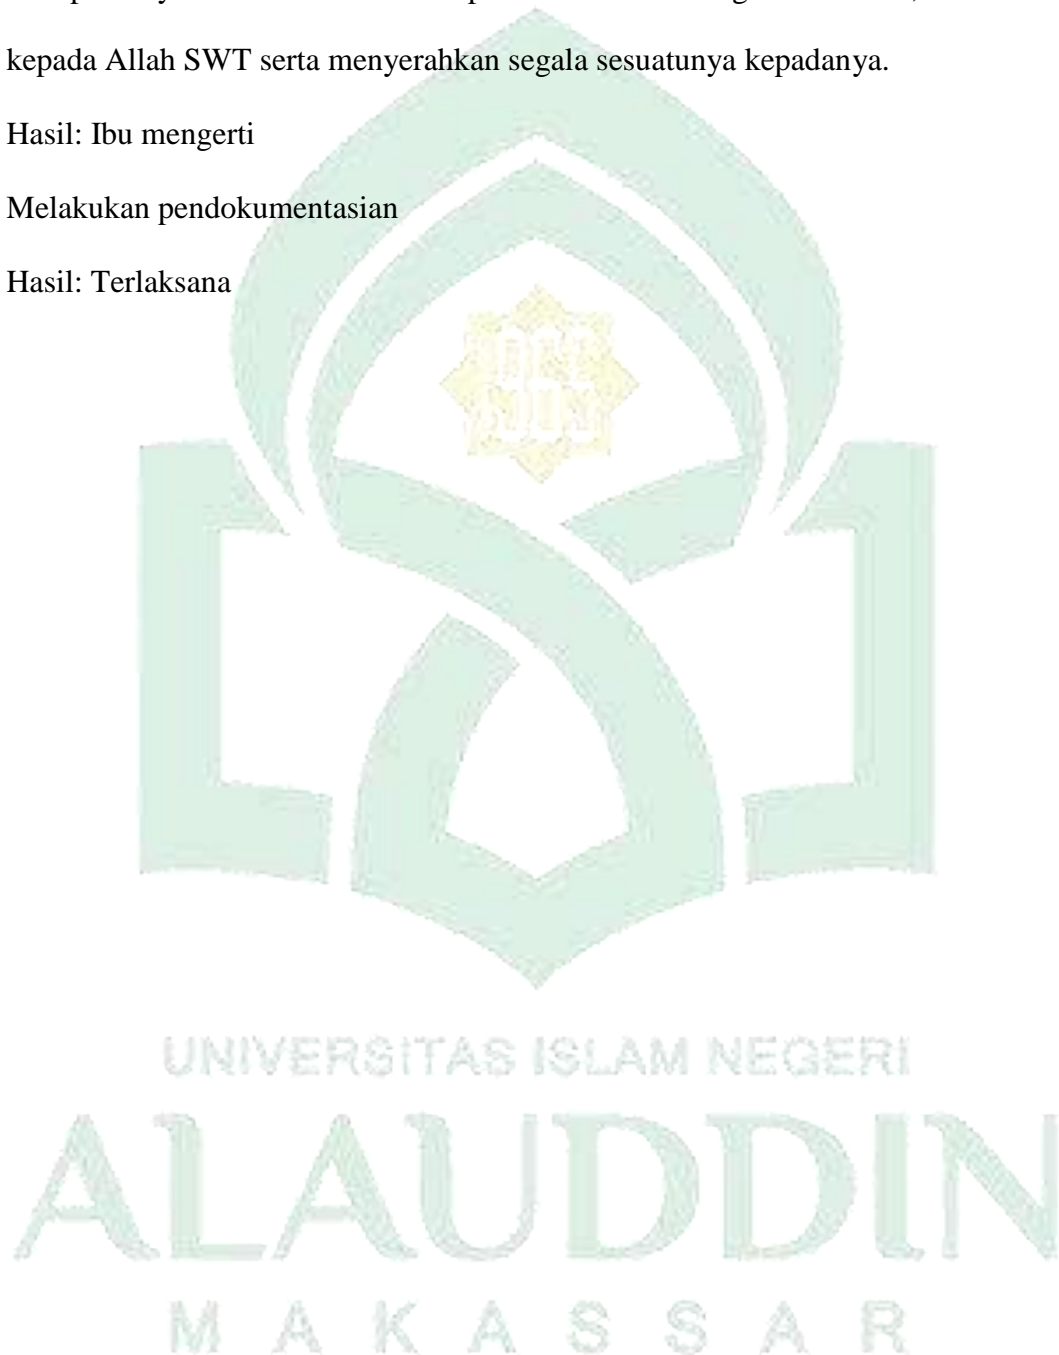 kepada Allah SWT serta menyerahkan segala sesuatunya kepadanya.
Hasil: Ibu mengerti
Melakukan pendokumentasian
Hasil: Terlaksana
UNIVERSITAS ISLAM NEGERI
ALAUDDIN
MAKASSAR